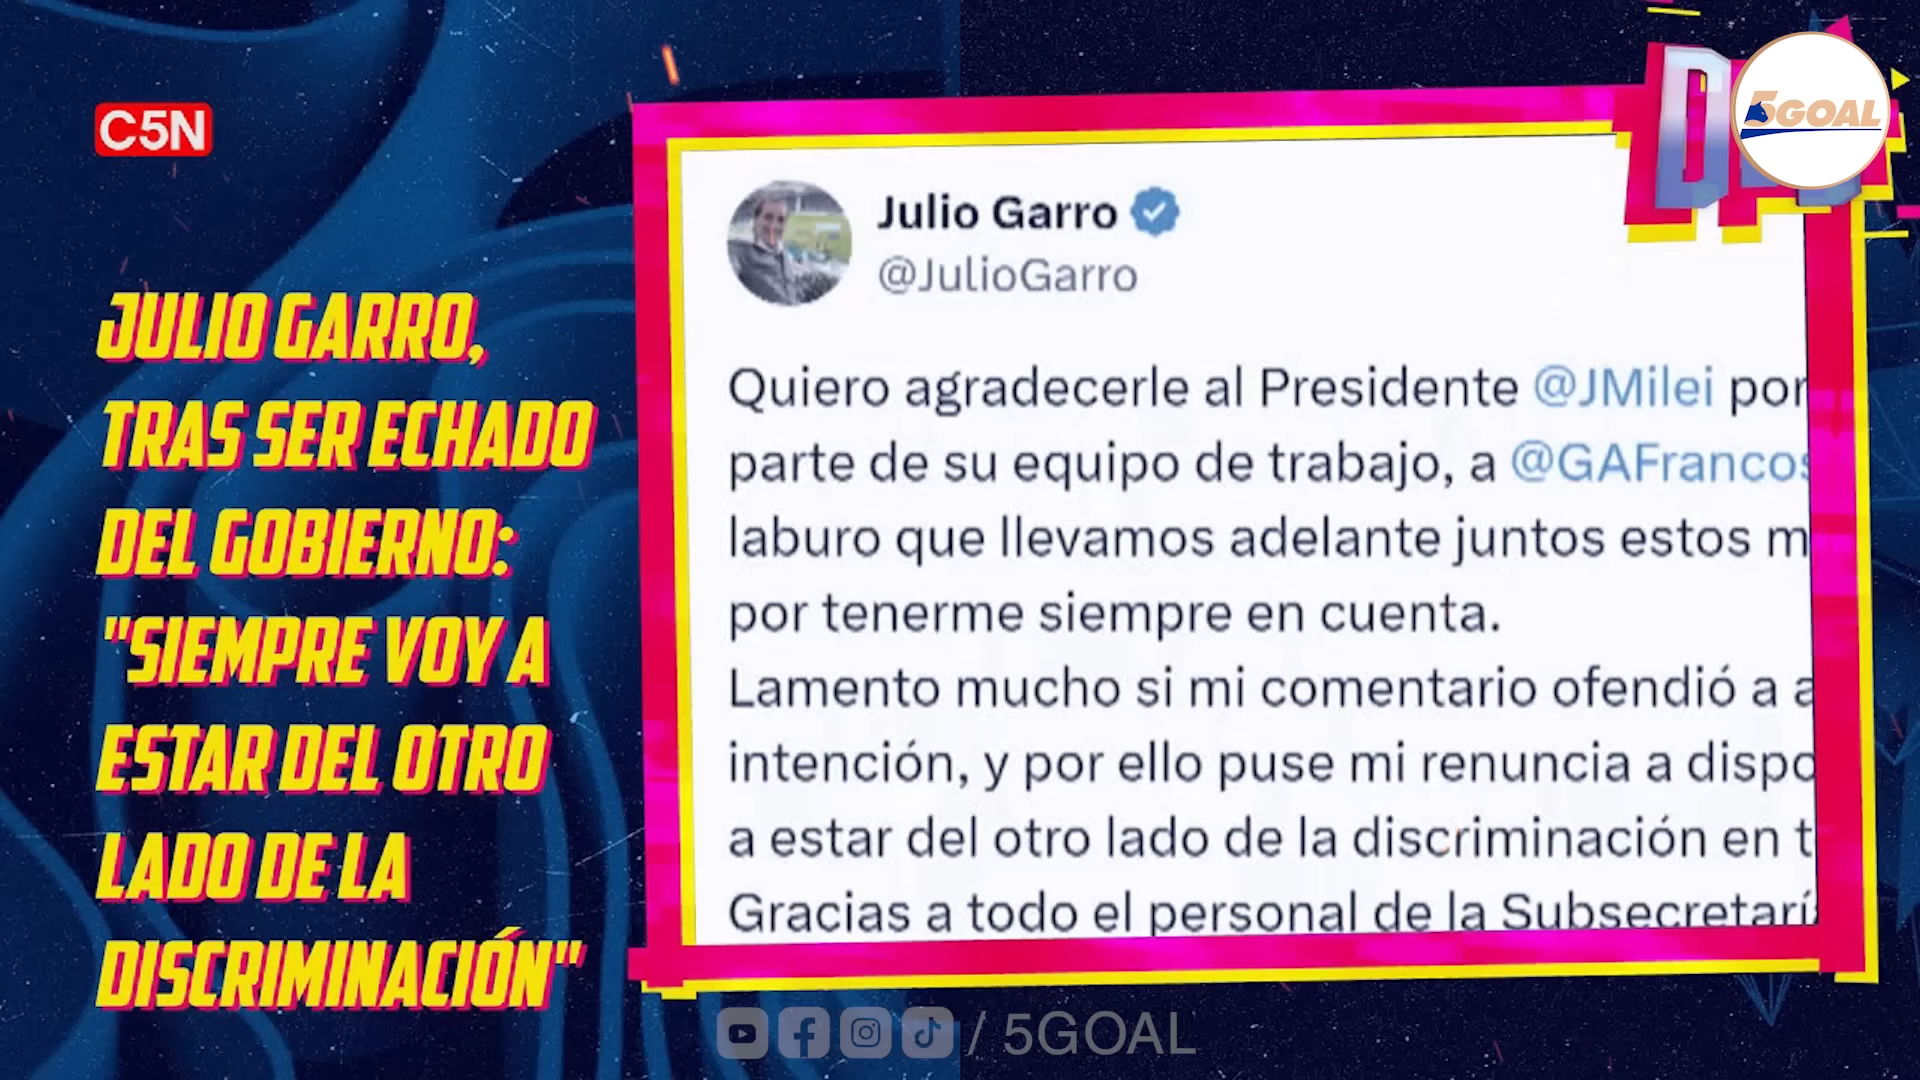 C5N
5GOAL
JULIO GARRO,
TRAS SER ECHADO
DEL GOBIERNO:
"SIEMPRE VOY A
ESTAR DEL OTRO
LADO DE LA
DISCRIMINACIÓN"
Julio Garro
@JulioGarro
Quiero agradecerle al Presidente @JMilei por
parte de su equipo de trabajo, a @GAFrancos
laburo que llevamos adelante juntos estos m
por tenerme siempre en cuenta.
Lamento mucho si mi comentario ofendió a a
intención, y por ello puse mi renuncia a dispo
a estar del otro lado de la discriminación en t
Gracias a todo el personal de la Subsecretaría
/ 5GOAL